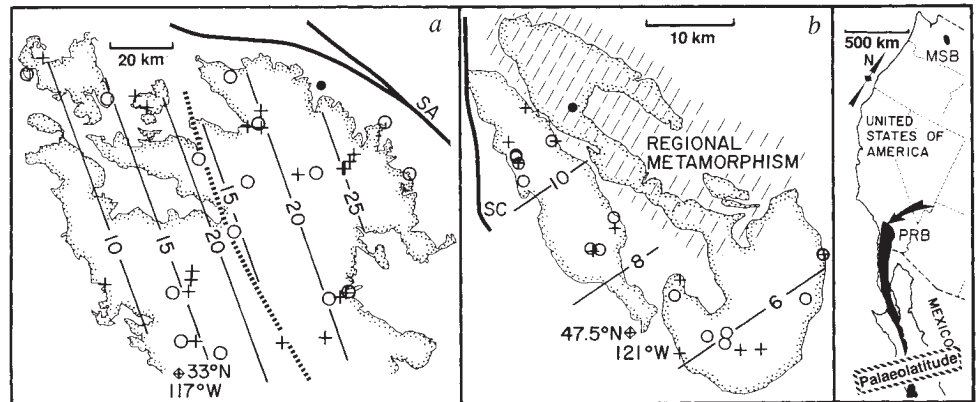 a
20 km
SA
10
15
20
15
20
25
33°N
117°W
b
10 km
REGIONAL
METAMORPHISM
SC
10
8
6
47.5°N
121°W
500 km
MSB
N
UNITED
STATES OF
AMERICA
PRB
MEXICO
Palaeolatitude